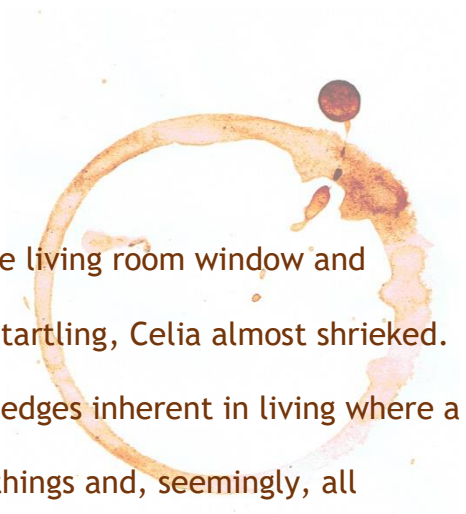 e living room window and
tartling, Celia almost shrieked.
edges inherent in living where a
hings and, seemingly, all